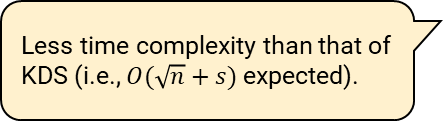 Less time complexity than that of
KDS (i.e., O(√n + s) expected).